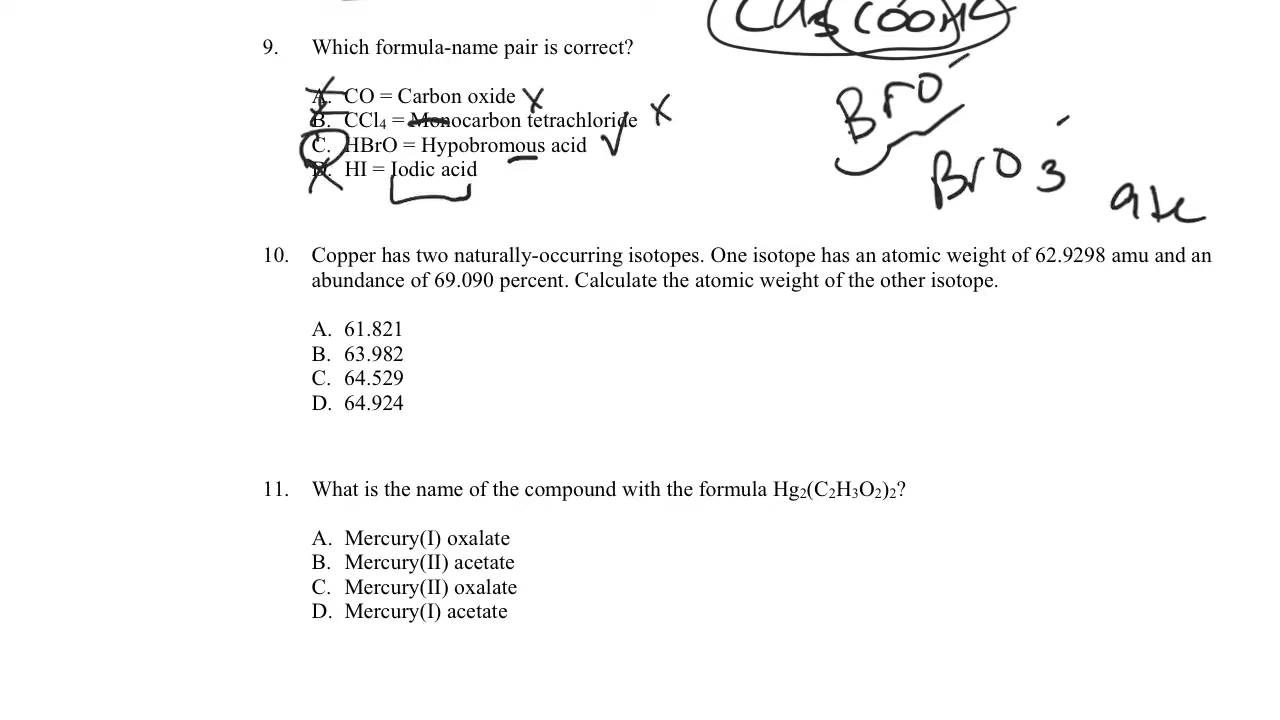 CH3COOH
9. Which formula-name pair is correct?
A. CO = Carbon oxide X
B. CCl4 = Monocarbon tetrachloride X
C. HBrO = Hypobromous acid ✓
D. HI = Iodic acid
BrO-
BrO3-
ate
10. Copper has two naturally-occurring isotopes. One isotope has an atomic weight of 62.9298 amu and an
abundance of 69.090 percent. Calculate the atomic weight of the other isotope.
A. 61.821
B. 63.982
C. 64.529
D. 64.924
11. What is the name of the compound with the formula Hg2(C2H3O2)2?
A. Mercury(I) oxalate
B. Mercury(II) acetate
C. Mercury(II) oxalate
D. Mercury(I) acetate